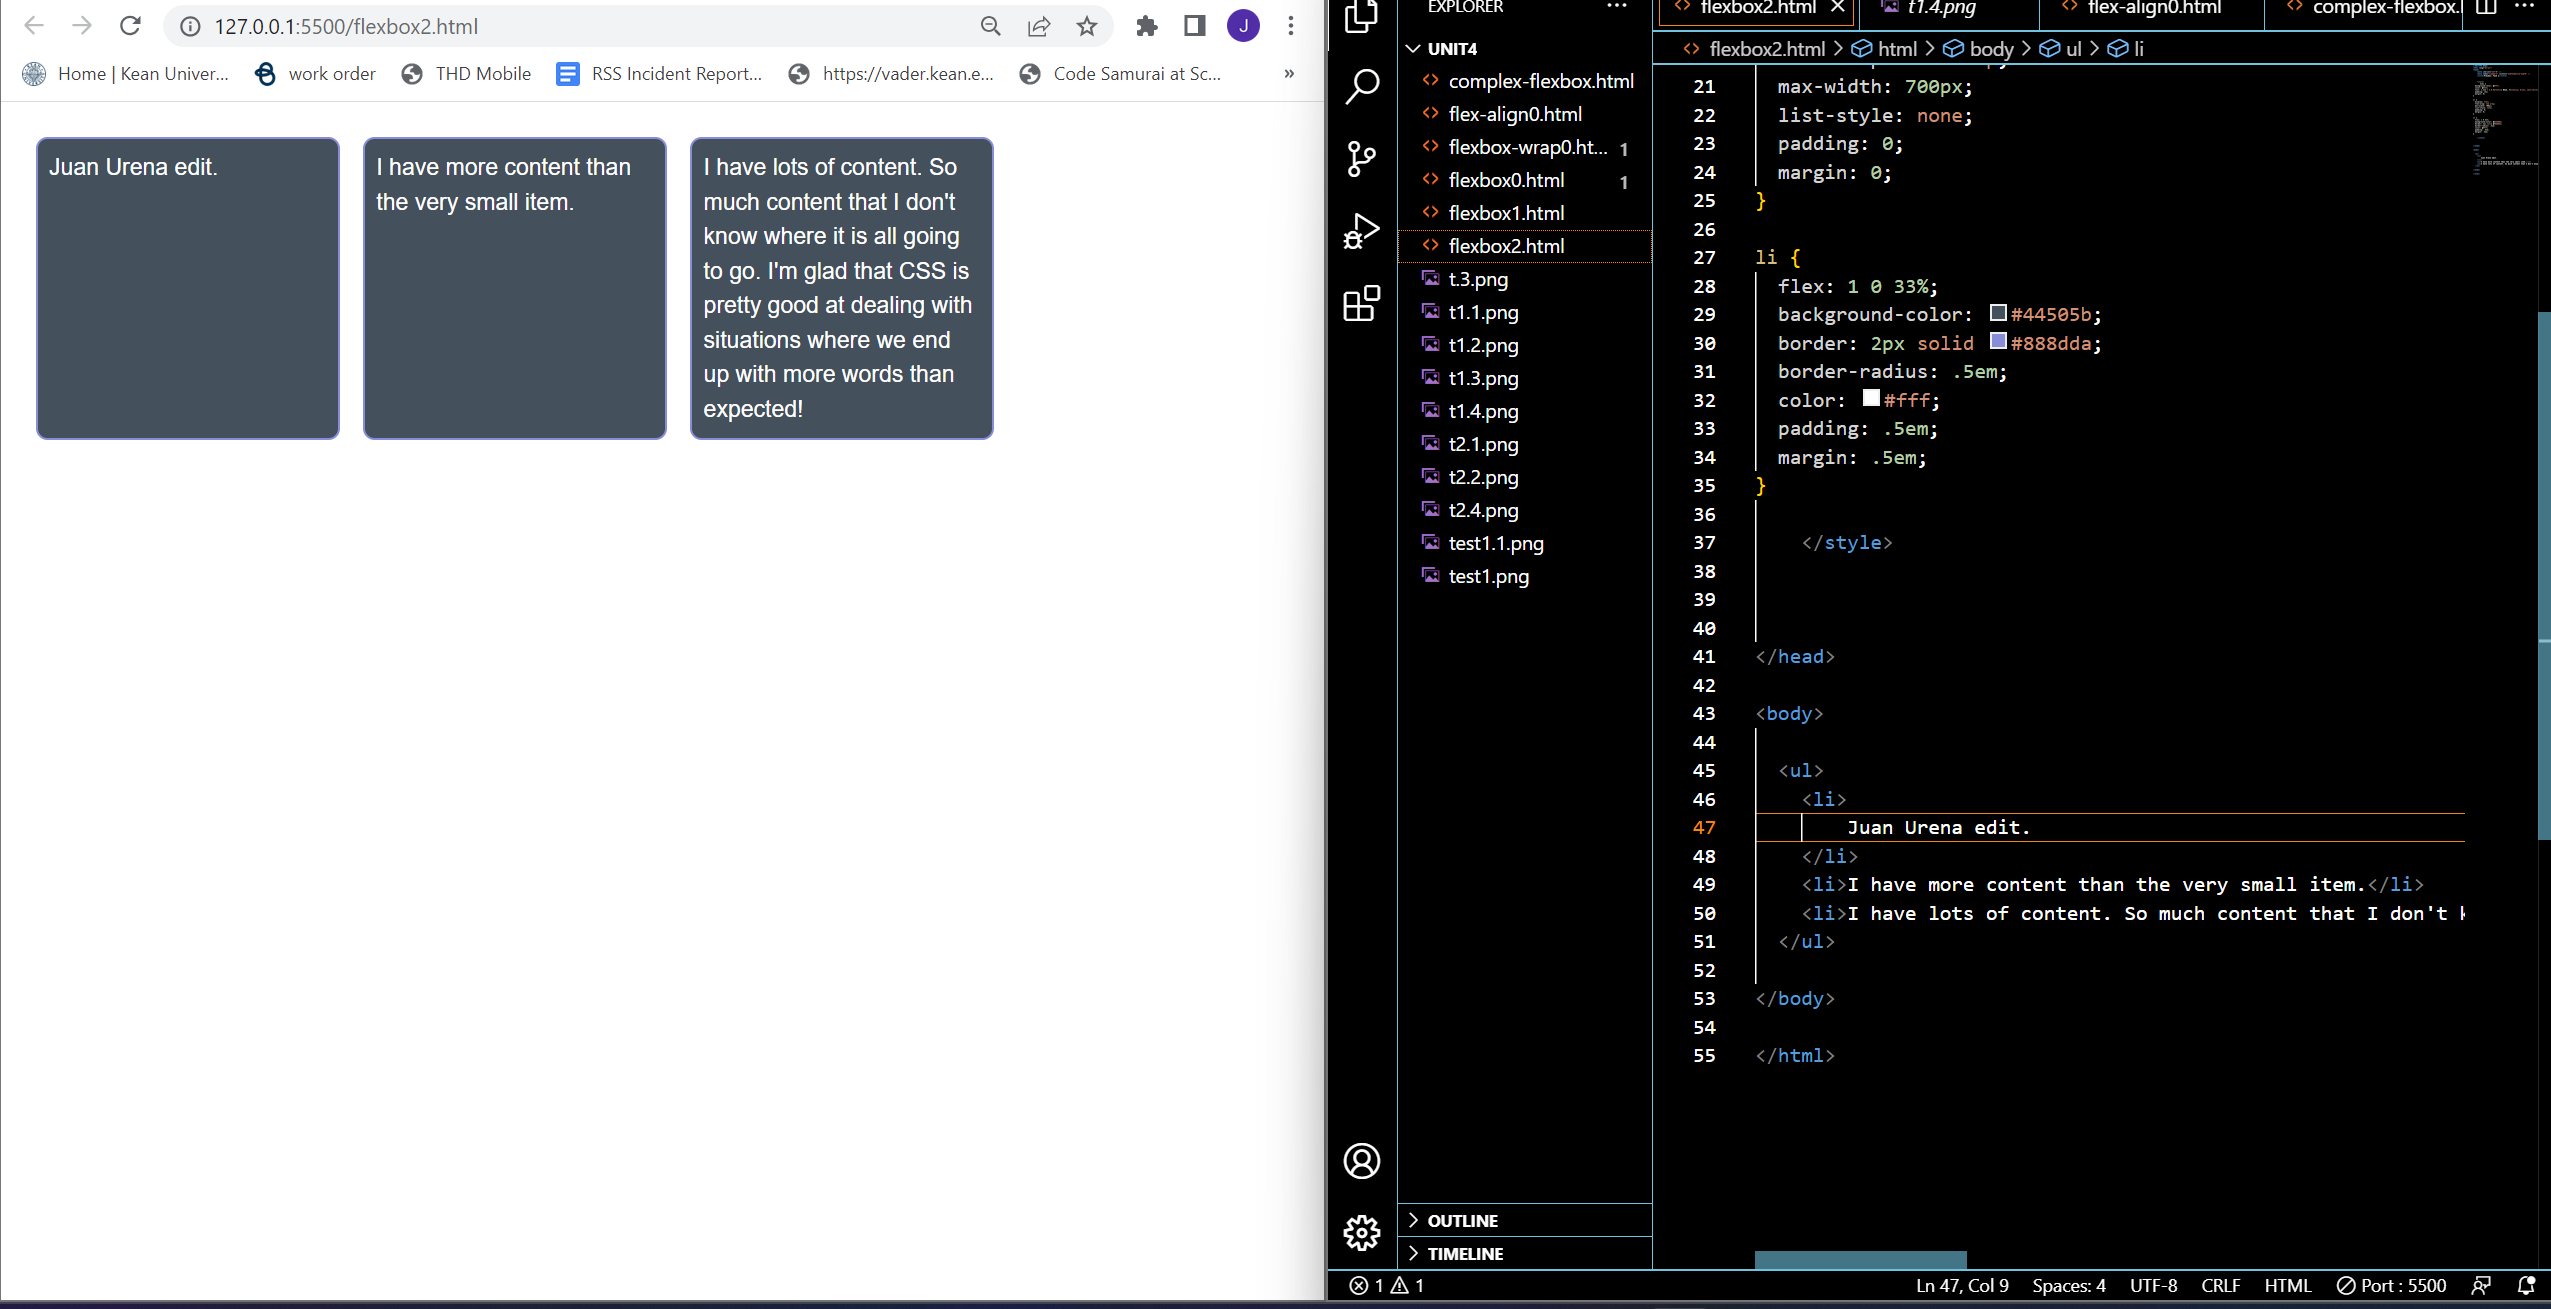 127.0.0.1:5500/flexbox2.html
J
Home | Kean Univer...
work order
THD Mobile
RSS Incident Report...
https://vader.kean.e...
Code Samurai at Sc...
»
Juan Urena edit.
I have more content than
the very small item.
I have lots of content. So
much content that I don't
know where it is all going
to go. I'm glad that CSS is
pretty good at dealing with
situations where we end
up with more words than
expected!
EXPLORER
UNIT4
complex-flexbox.html
flex-align0.html
flexbox-wrap0.ht... 1
flexbox0.html 1
flexbox1.html
flexbox2.html
t.3.png
t1.1.png
t1.2.png
t1.3.png
t1.4.png
t2.1.png
t2.2.png
t2.4.png
test1.1.png
test1.png
OUTLINE
TIMELINE
flexbox2.html
t1.4.png
flex-align0.html
complex-flexbox.
flexbox2.html > html > body > ul > li
21 max-width: 700px;
22 list-style: none;
23 padding: 0;
24 margin: 0;
25 }
26
27 li {
28 flex: 1 0 33%;
29 background-color: #44505b;
30 border: 2px solid #888dda;
31 border-radius: .5em;
32 color: #fff;
33 padding: .5em;
34 margin: .5em;
35 }
36
37 </style>
38
39
40
41 </head>
42
43 <body>
44
45 <ul>
46 <li>
47 Juan Urena edit.
48 </li>
49 <li>I have more content than the very small item.</li>
50 <li>I have lots of content. So much content that I don't
51 </ul>
52
53 </body>
54
55 </html>
1 1
Ln 47, Col 9
Spaces: 4
UTF-8
CRLF
HTML
Port : 5500